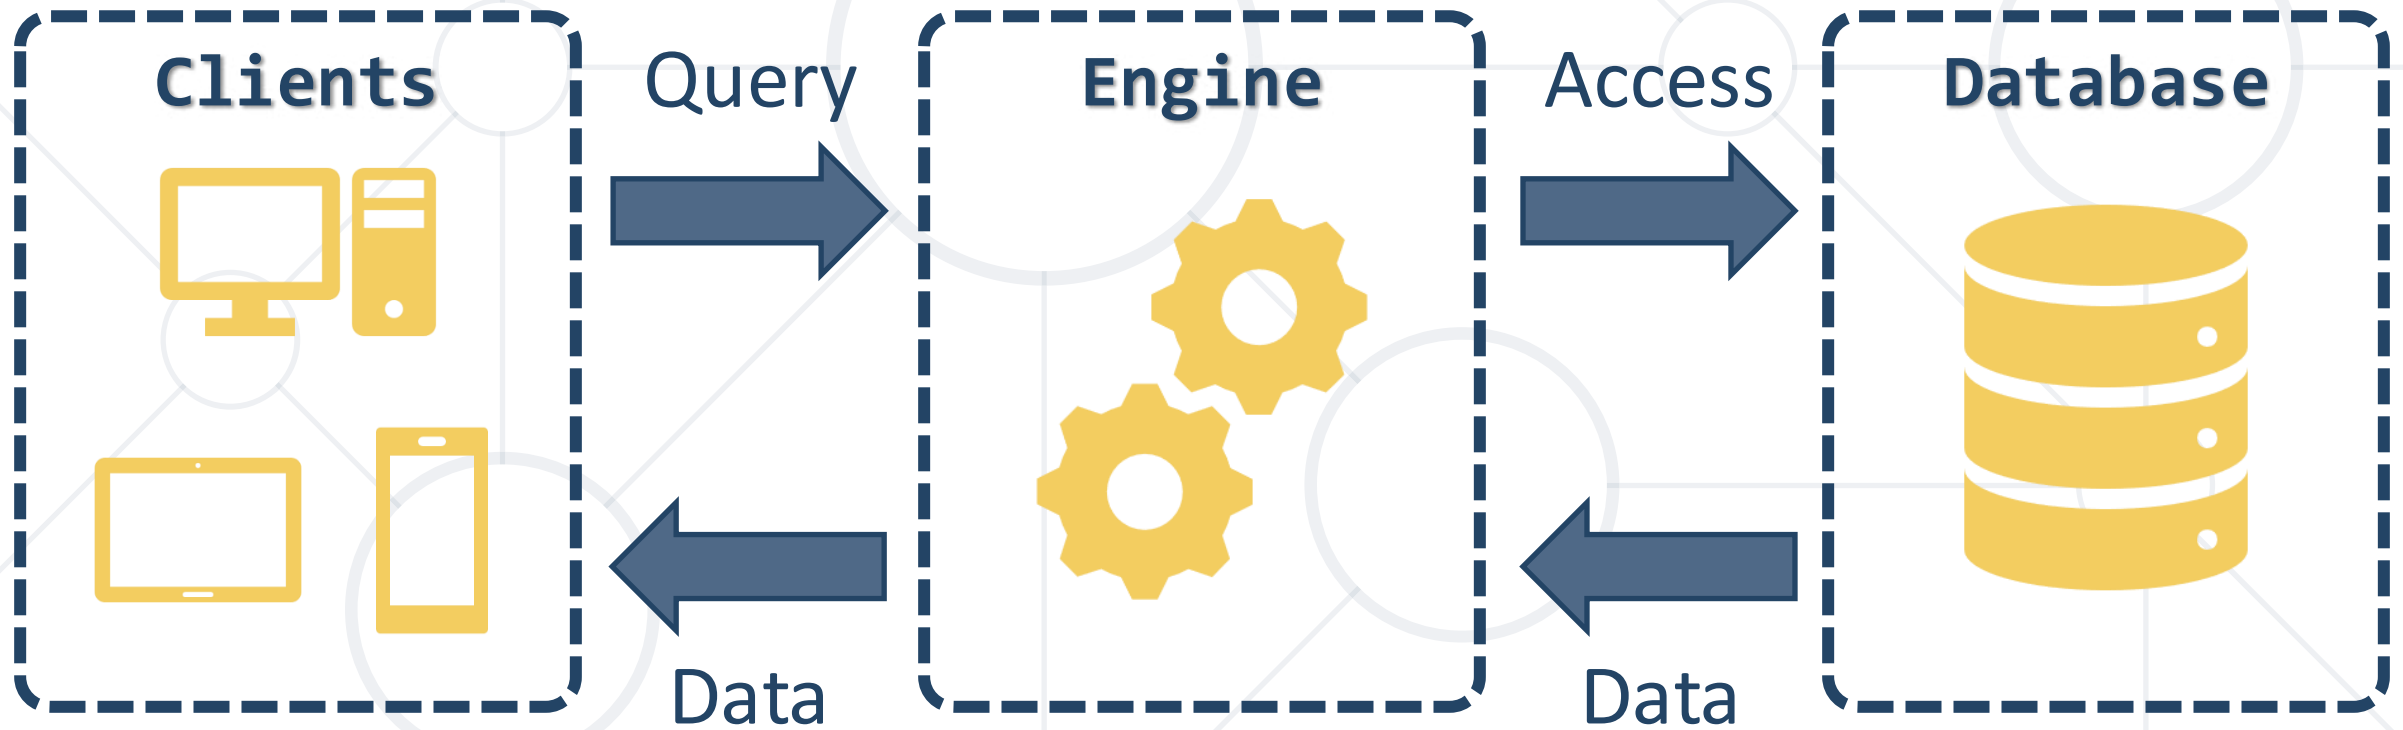 Clients
Query
Engine
Access
Database
Data
Data